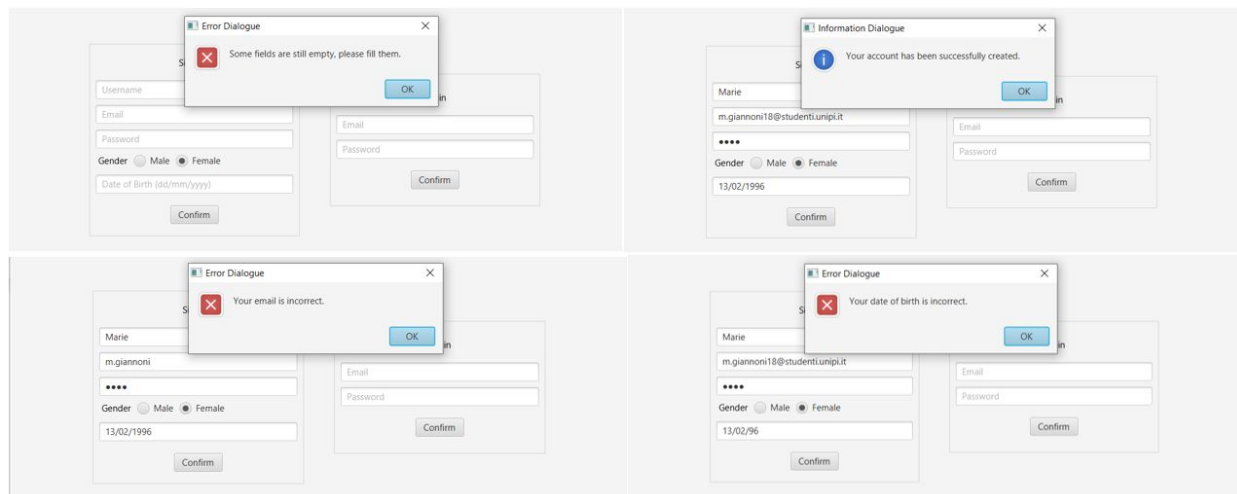 Error Dialogue
Some fields are still empty, please fill them.
OK
S
in
Username
Email
Password
Gender Male Female
Date of Birth (dd/mm/yyyy)
Confirm
Email
Password
Confirm
Information Dialogue
Your account has been successfully created.
OK
S
in
Marie
m.giannoni18@studenti.unipi.it
••••
Gender Male Female
13/02/1996
Confirm
Email
Password
Confirm
Error Dialogue
Your email is incorrect.
OK
S
in
Marie
m.giannoni
••••
Gender Male Female
13/02/1996
Confirm
Email
Password
Confirm
Error Dialogue
Your date of birth is incorrect.
OK
S
in
Marie
m.giannoni18@studenti.unipi.it
••••
Gender Male Female
13/02/96
Confirm
Email
Password
Confirm